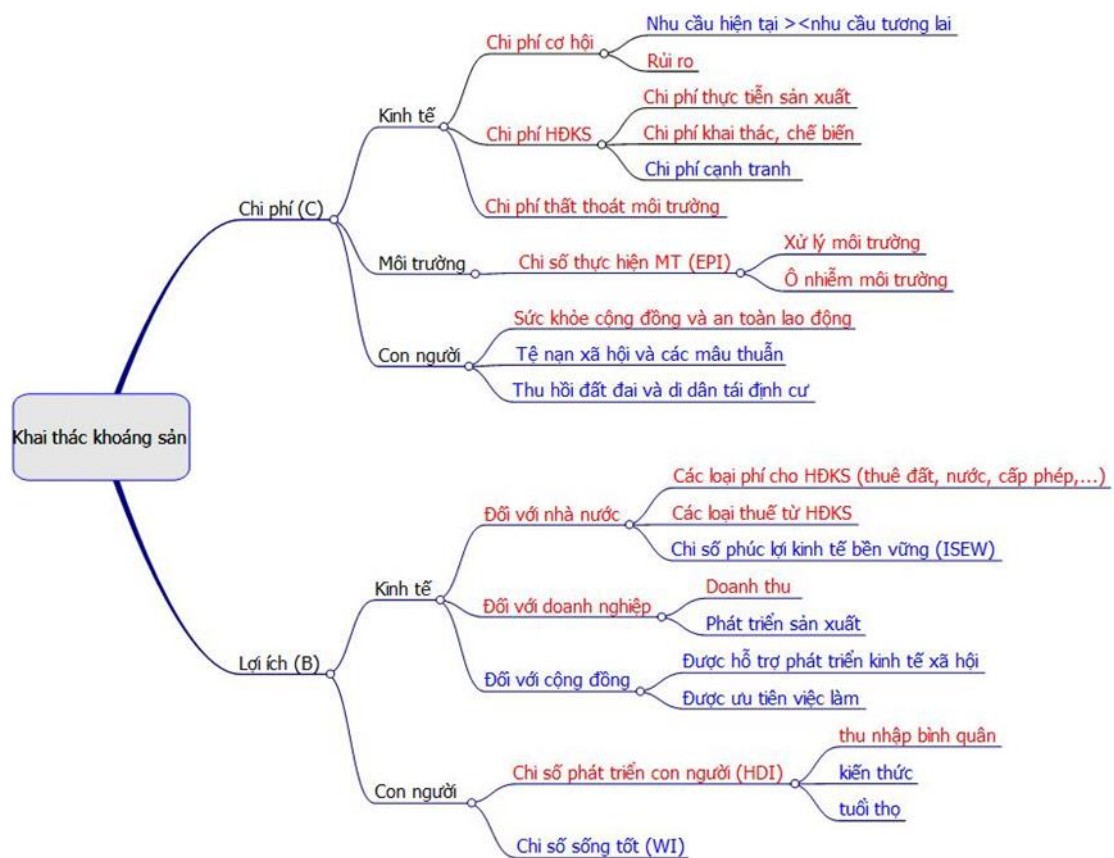 Khai thác khoáng sản
Chi phí (C)
Kinh tế
Chi phí cơ hội
Nhu cầu hiện tại ><nhu cầu tương lai
Rủi ro
Chi phí HĐKS
Chi phí thực tiễn sản xuất
Chi phí khai thác, chế biến
Chi phí cạnh tranh
Chi phí thất thoát môi trường
Môi trường
Chi số thực hiện MT (EPI)
Xử lý môi trường
Ô nhiễm môi trường
Con người
Sức khỏe cộng đồng và an toàn lao động
Tệ nạn xã hội và các mâu thuẫn
Thu hồi đất đai và di dân tái định cư
Lợi ích (B)
Kinh tế
Đối với nhà nước
Các loại phí cho HĐKS (thuê đất, nước, cấp phép,...)
Các loại thuế từ HĐKS
Chi số phúc lợi kinh tế bền vững (ISEW)
Đối với doanh nghiệp
Doanh thu
Phát triển sản xuất
Đối với cộng đồng
Được hỗ trợ phát triển kinh tế xã hội
Được ưu tiên việc làm
Con người
Chi số phát triển con người (HDI)
thu nhập bình quân
kiến thức
tuổi thọ
Chi số sống tốt (WI)